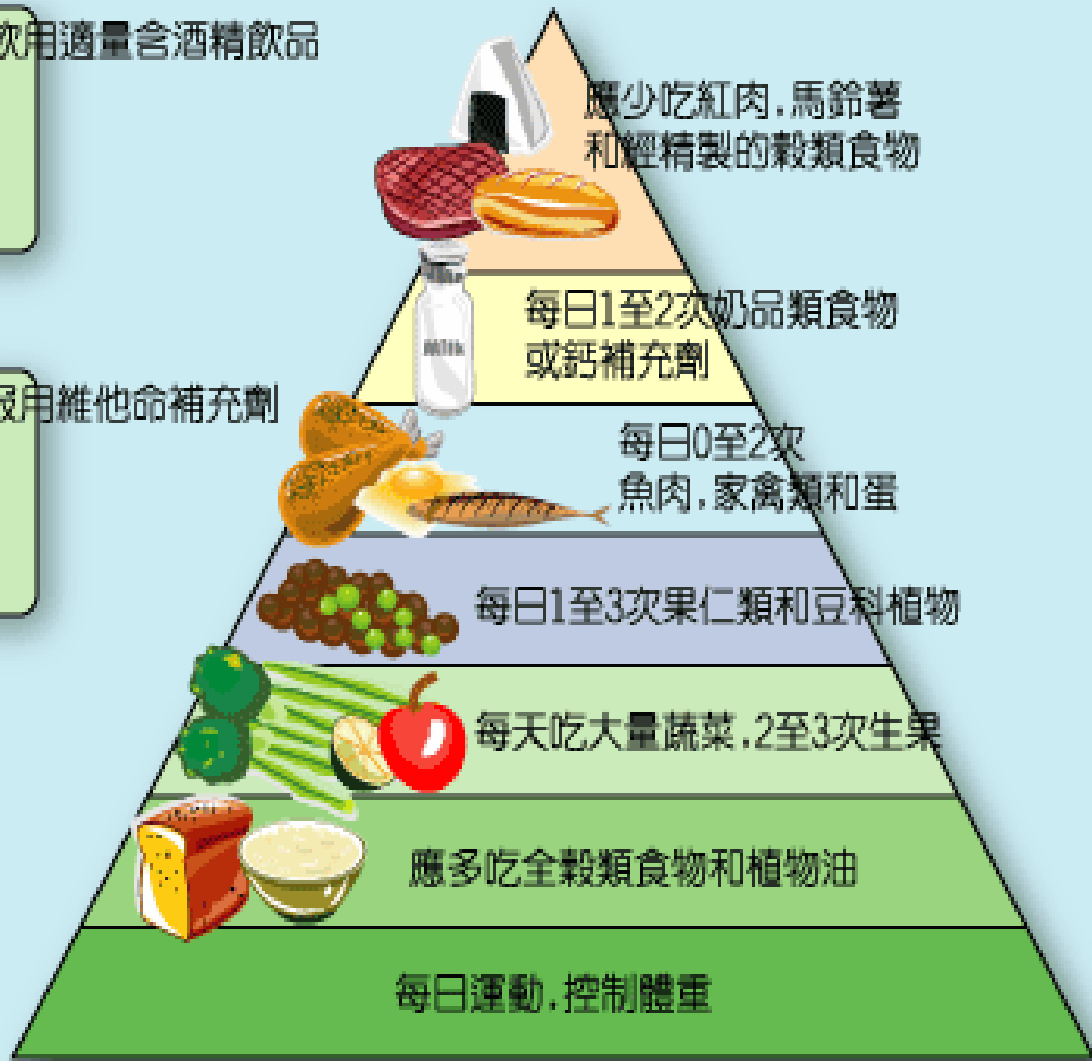 飲用適量含酒精飲品
應少吃紅肉.馬鈴薯
和經精製的穀類食物
每日1至2次奶品類食物
或鈣補充劑
MILK
服用維他命補充劑
每日0至2次
魚肉.家禽類和蛋
每日1至3次果仁類和豆科植物
每天吃大量蔬菜.2至3次生果
應多吃全穀類食物和植物油
每日運動.控制體重